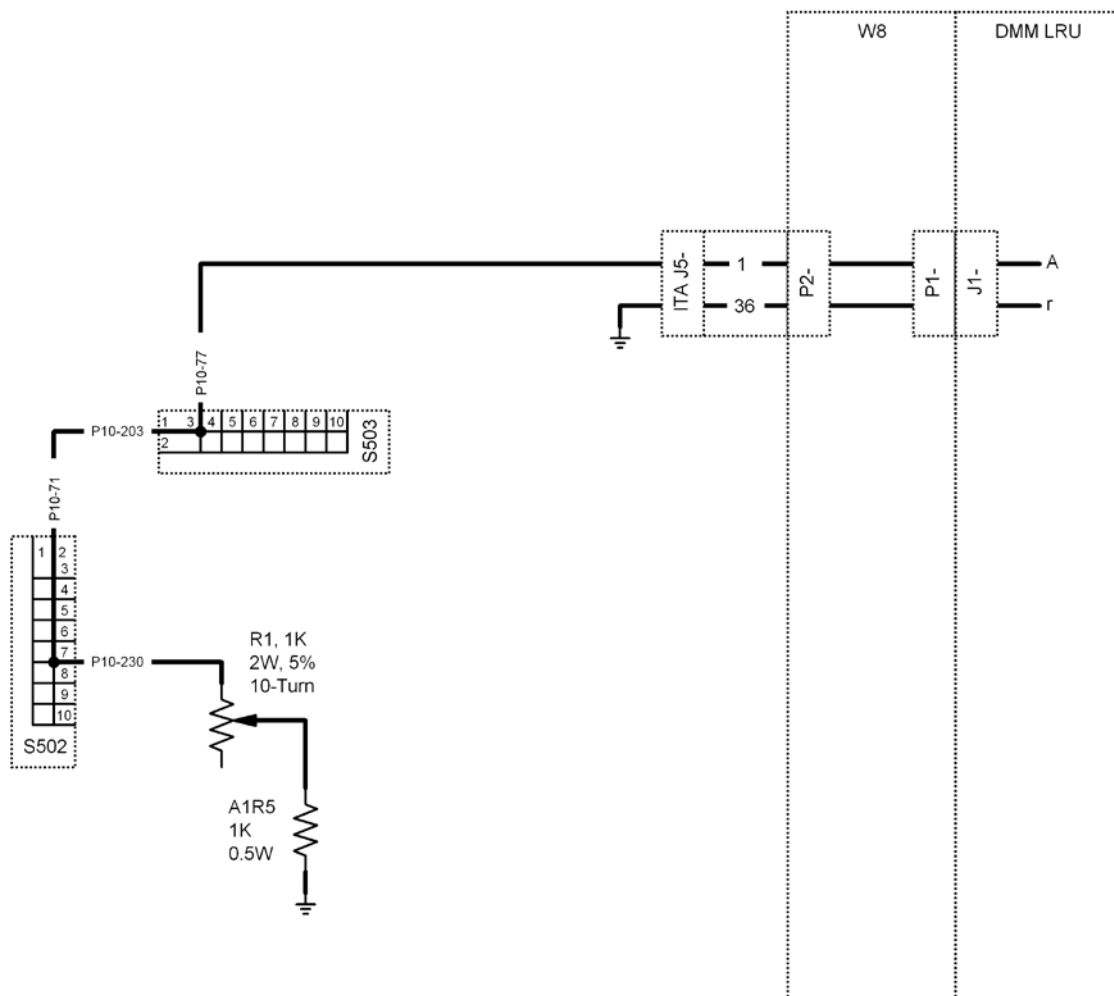 W8
DMM LRU
ITA J5-
1
36
P2-
P1-
J1-
A
r
P10-77
P10-203
1 3 4 5 6 7 8 9 10
2
S503
P10-71
1 2
3
4
5
6
7
8
9
10
S502
P10-230
R1, 1K
2W, 5%
10-Turn
A1R5
1K
0.5W